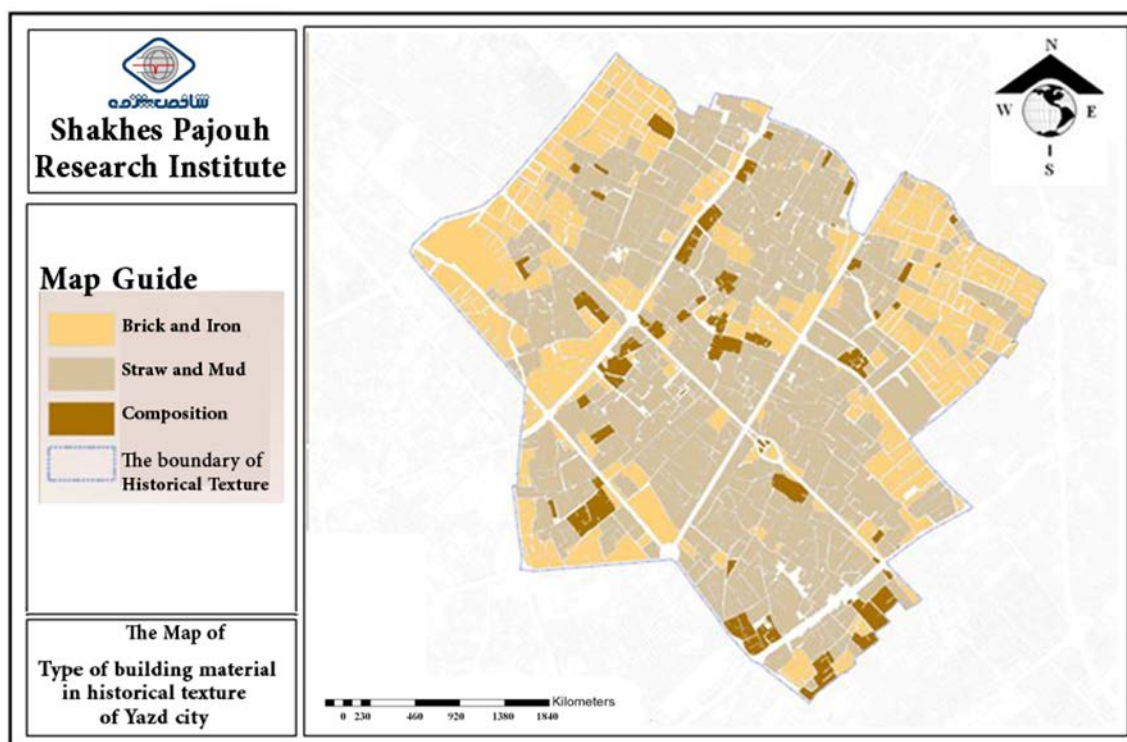 شاخص پژوه
Shakhes Pajouh
Research Institute
Map Guide
Brick and Iron
Straw and Mud
Composition
The boundary of
Historical Texture
The Map of
Type of building material
in historical texture
of Yazd city
N
W E
S
Kilometers
0 230 460 920 1380 1840